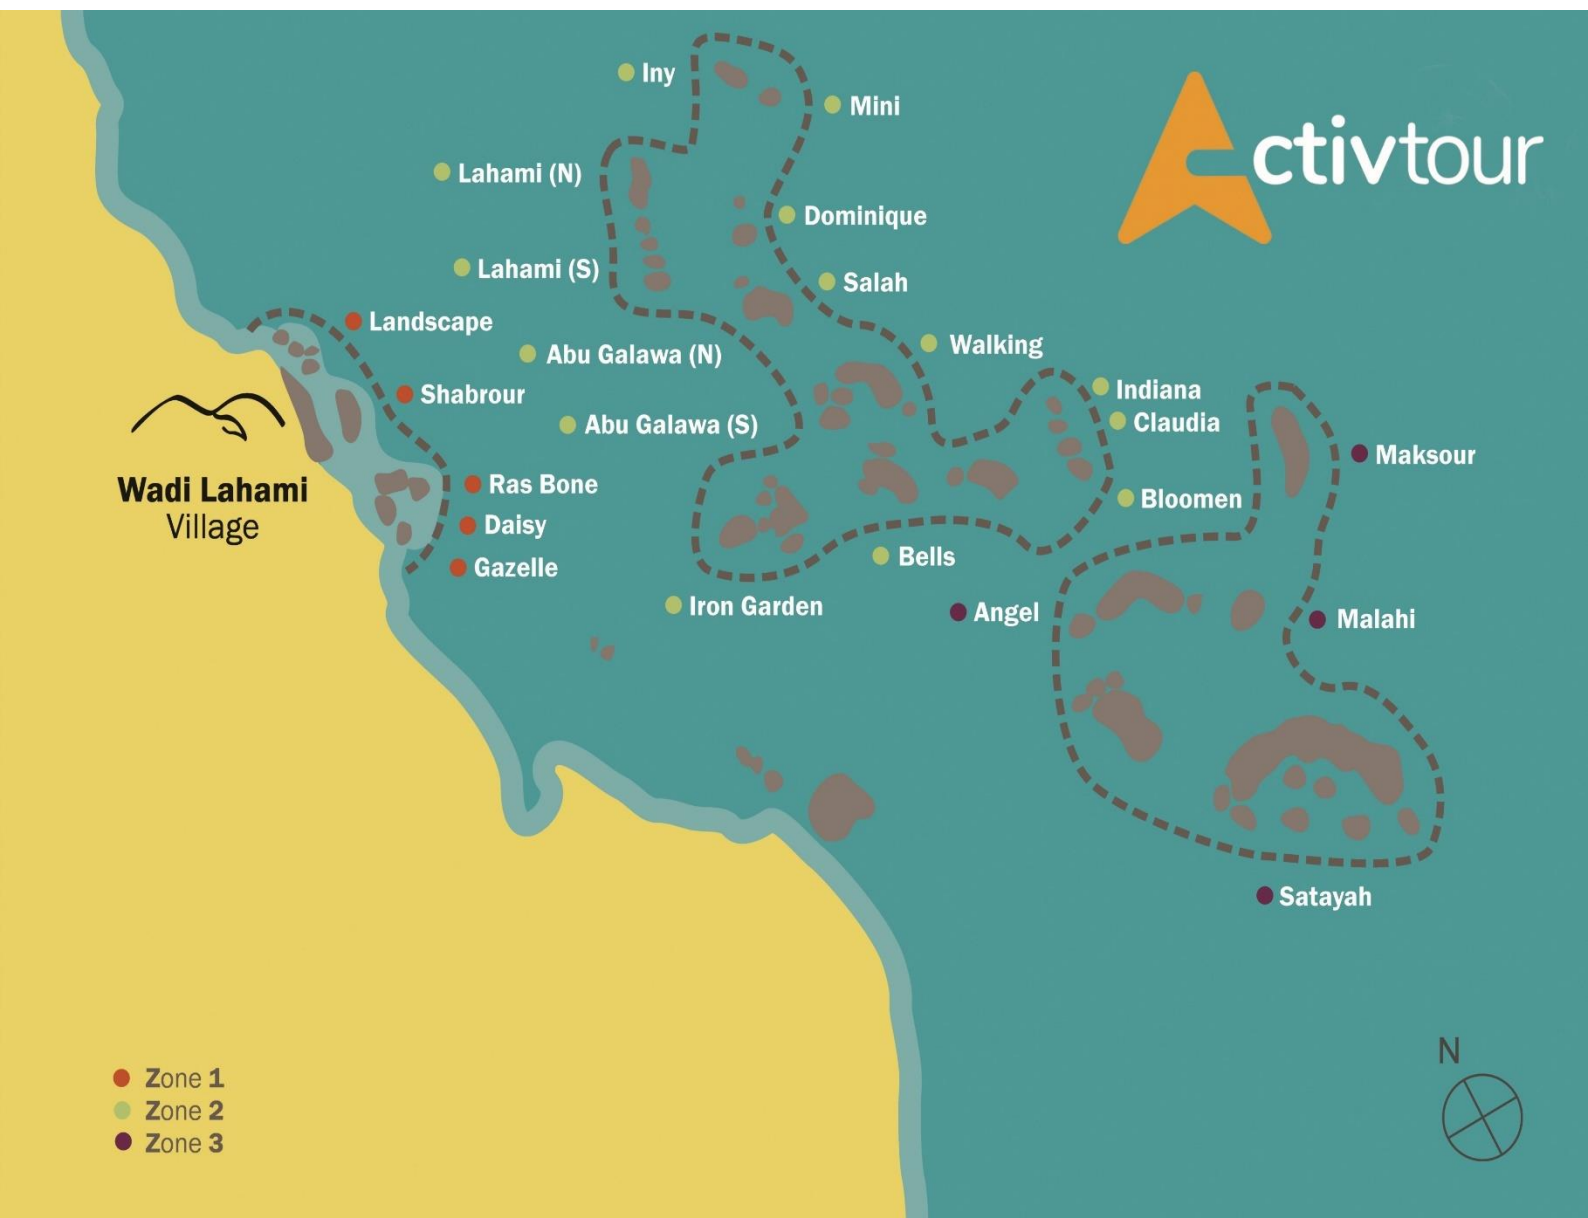 Iny
Mini
Activtour
Lahami (N)
Dominique
Lahami (S)
Salah
Landscape
Walking
Abu Galawa (N)
Indiana
Shabrour
Claudia
Abu Galawa (S)
Maksour
Wadi Lahami
Village
Ras Bone
Bloomen
Daisy
Bells
Gazelle
Iron Garden
Angel
Malahi
Satayah
N
Zone 1
Zone 2
Zone 3